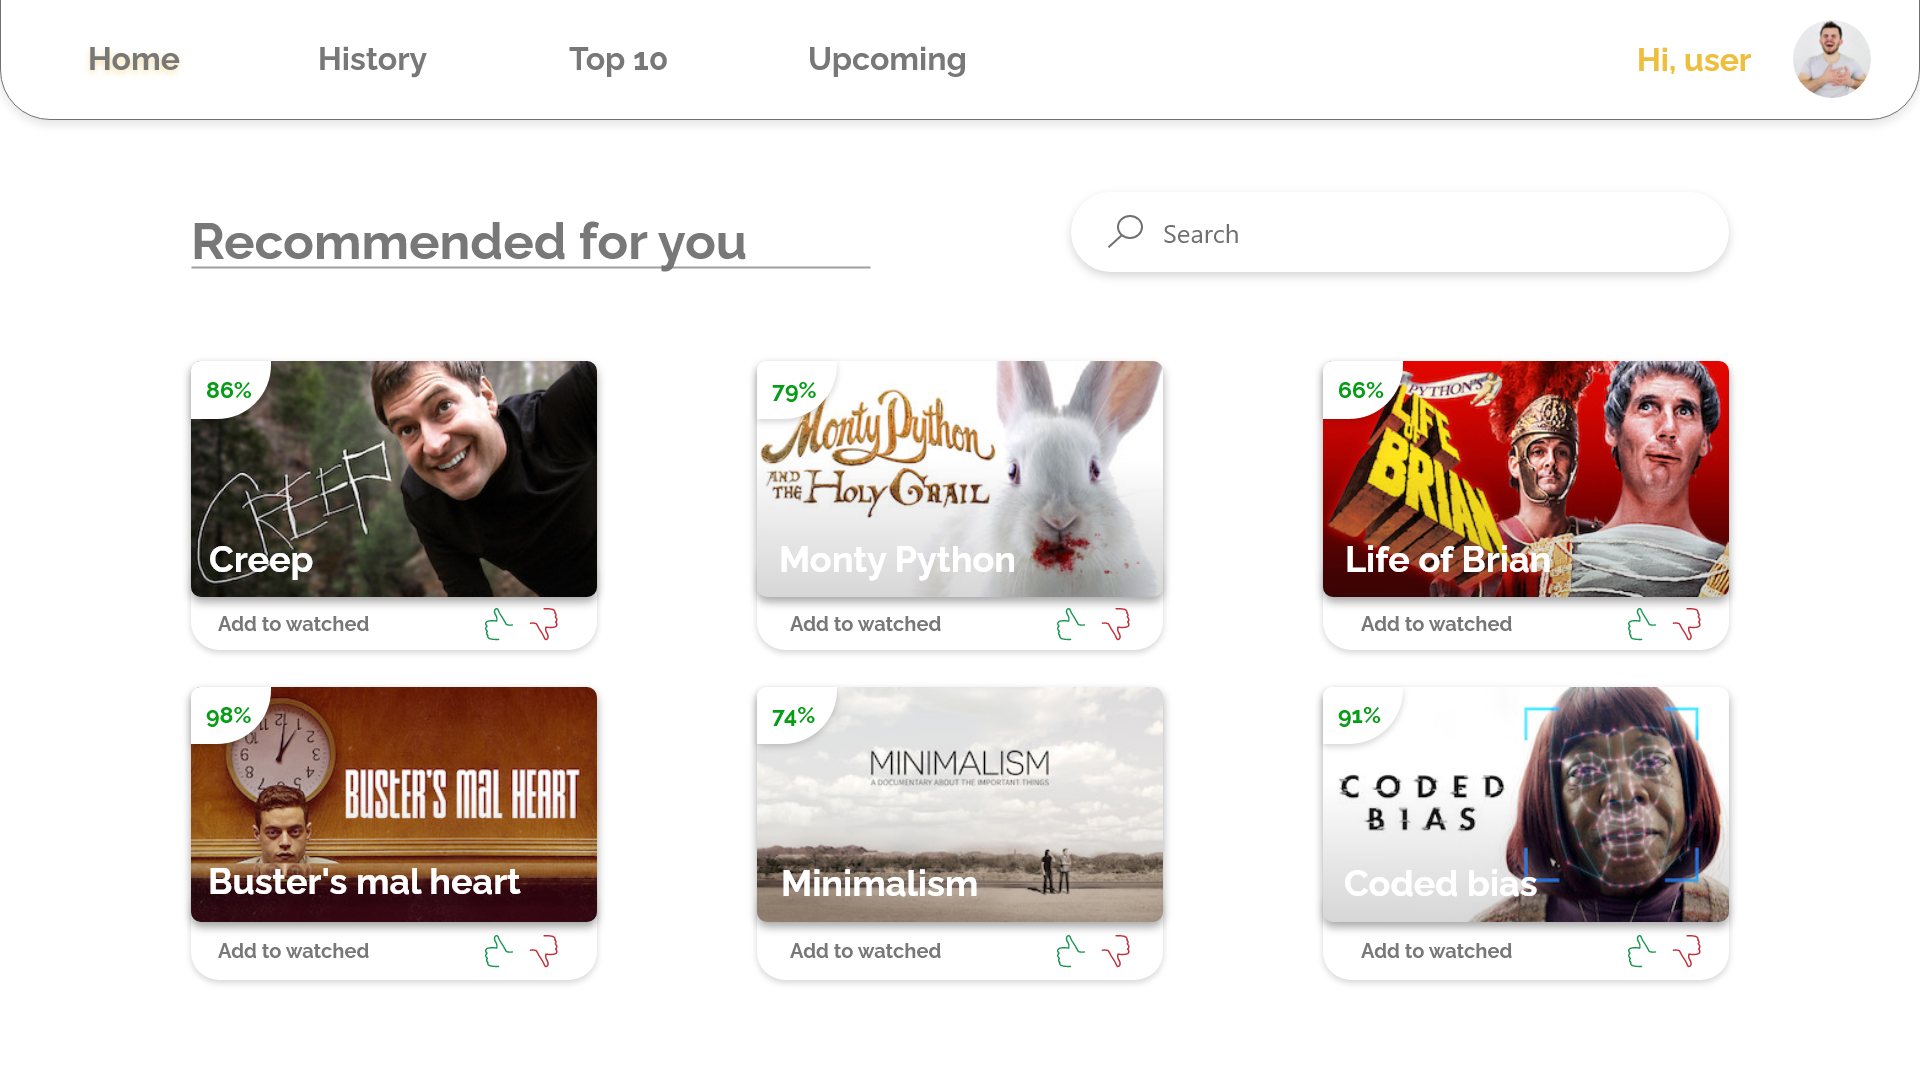 Home History Top 10 Upcoming Hi, user
Recommended for you
Search
86%
CREEP
Creep
Add to watched
79%
Monty Python
AND THE HOLY GRAIL
Monty Python
Add to watched
66%
PYTHON'S
LIFE OF BRIAN
Life of Brian
Add to watched
98%
BUSTER'S MAL HEART
Buster's mal heart
Add to watched
74%
MINIMALISM
A DOCUMENTARY ABOUT THE IMPORTANT THINGS
Minimalism
Add to watched
91%
CODED
BIAS
Coded bias
Add to watched